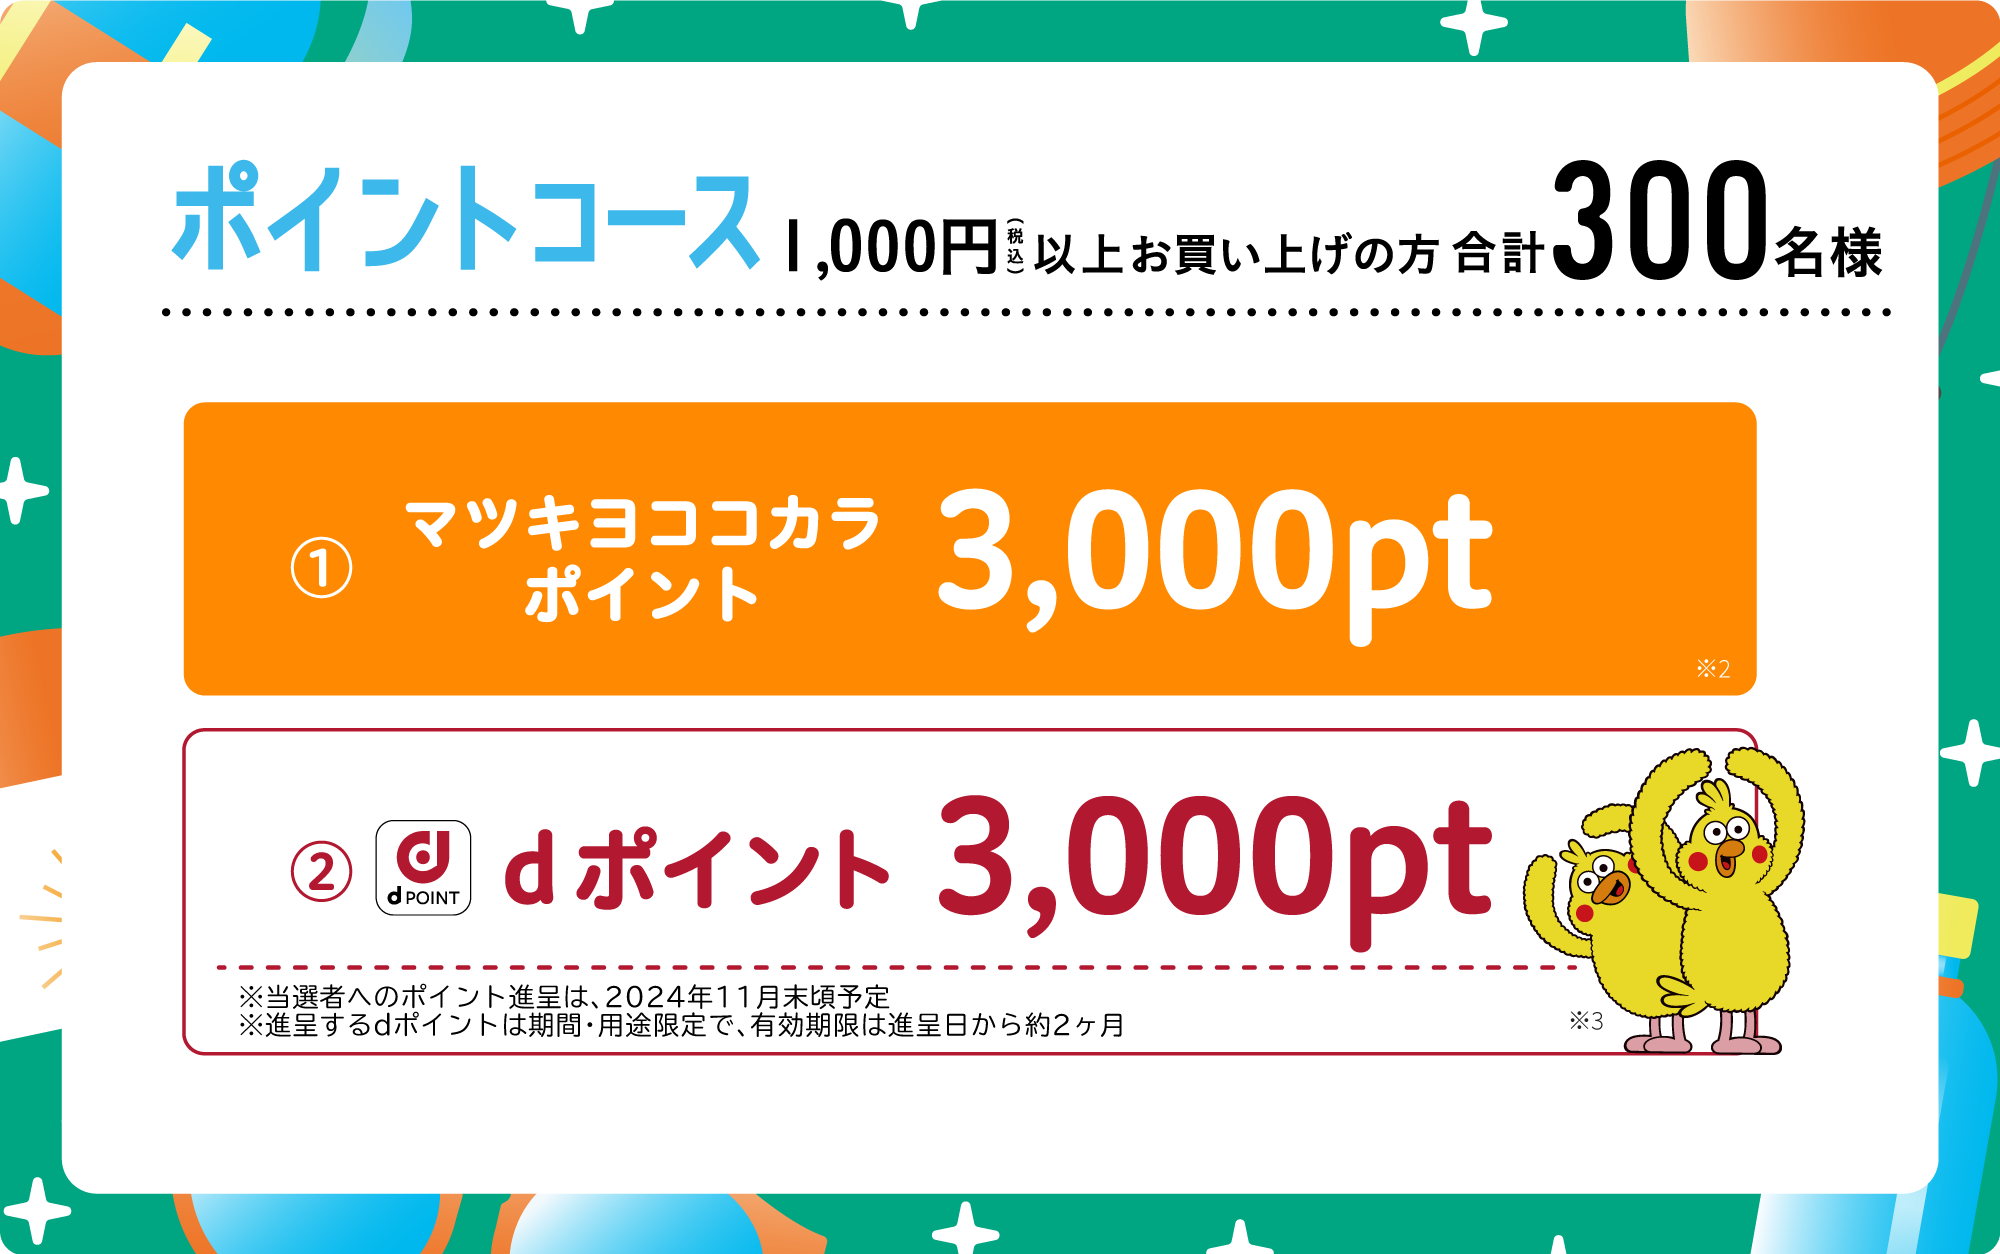 ポイントコース 1,000円(税込)以上お買い上げの方 合計300名様
① マツキヨココカラ
ポイント
3,000pt
※2
② d POINT dポイント 3,000pt
※当選者へのポイント進呈は、2024年11月末頃予定
※進呈するdポイントは期間・用途限定で、有効期限は進呈日から約2ヶ月
※3